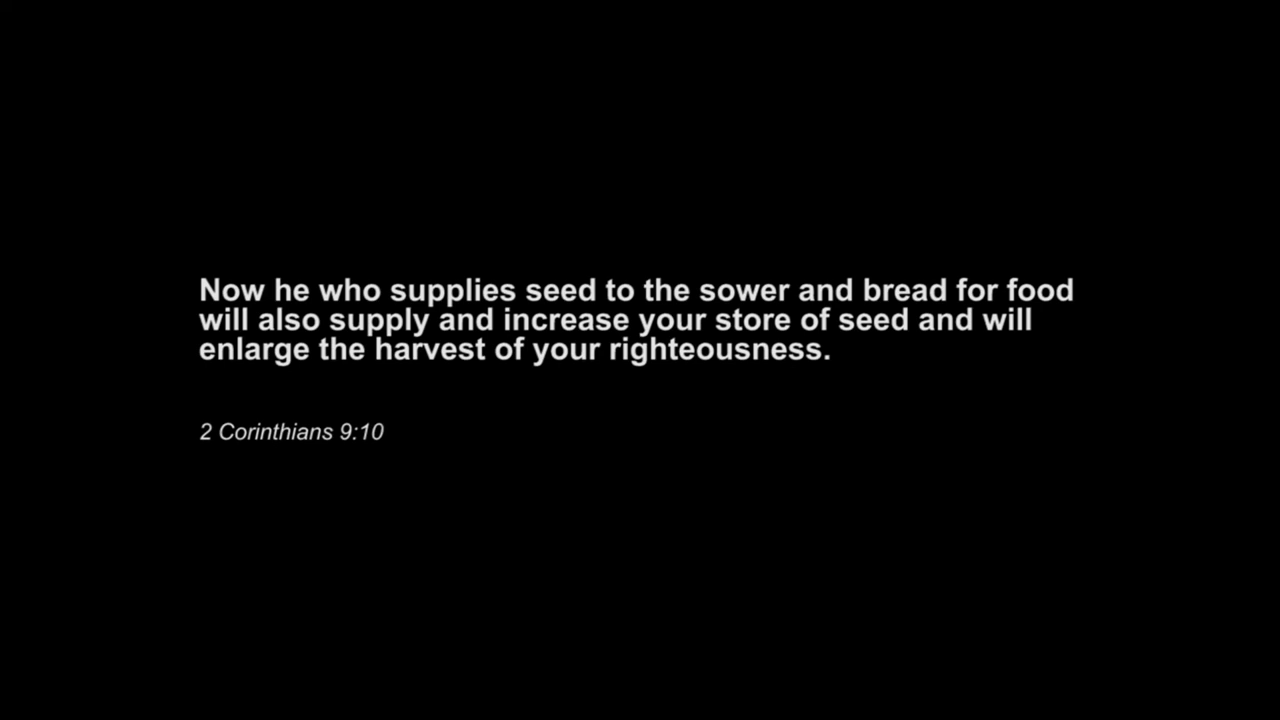 Now he who supplies seed to the sower and bread for food
will also supply and increase your store of seed and will
enlarge the harvest of your righteousness.
2 Corinthians 9:10